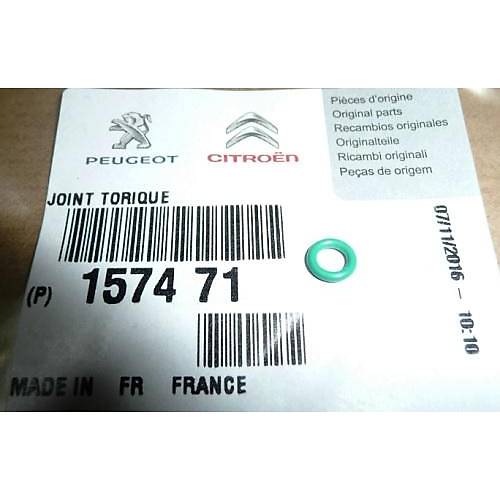 PEUGEOT
CITROËN
Pièces d'origine
Original parts
Recambios originales
Originalteile
Ricambi originali
Peças de origem
JOINT TORIQUE
(P) 1574 71
07/11/2016 - 10:10
MADE IN FR FRANCE